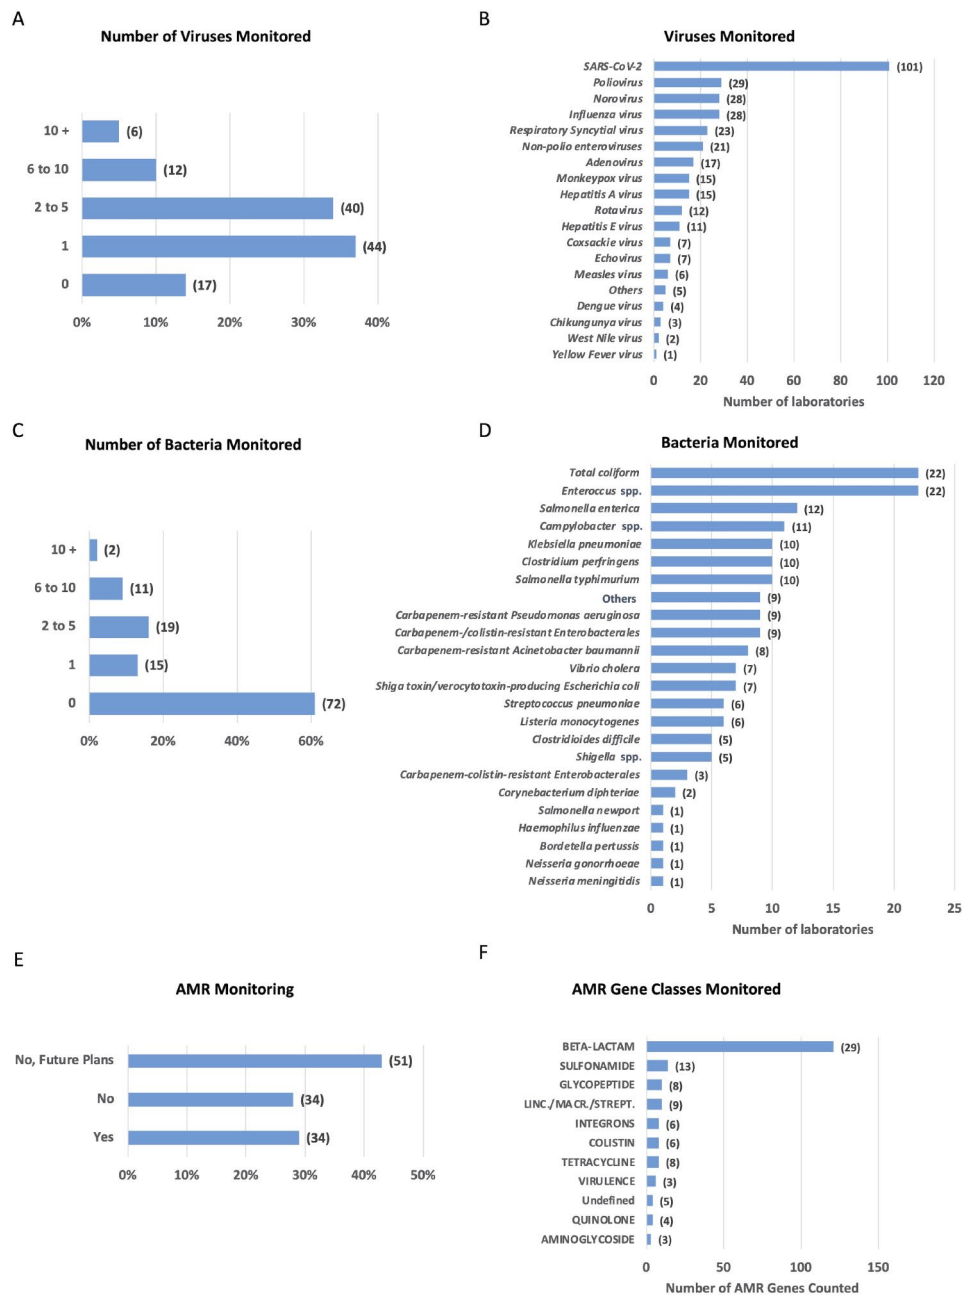 A
Number of Viruses Monitored
10 + (6)
6 to 10 (12)
2 to 5 (40)
1 (44)
0 (17)
0% 10% 20% 30% 40%
B
Viruses Monitored
SARS-CoV-2 (101)
Poliovirus (29)
Norovirus (28)
Influenza virus (28)
Respiratory Syncytial virus (23)
Non-polio enteroviruses (21)
Adenovirus (17)
Monkeypox virus (15)
Hepatitis A virus (15)
Rotavirus (12)
Hepatitis E virus (11)
Coxsackie virus (7)
Echovirus (7)
Measles virus (6)
Others (5)
Dengue virus (4)
Chikungunya virus (3)
West Nile virus (2)
Yellow Fever virus (1)
0 20 40 60 80 100 120
Number of laboratories
C
Number of Bacteria Monitored
10 + (2)
6 to 10 (11)
2 to 5 (19)
1 (15)
0 (72)
0% 20% 40% 60%
D
Bacteria Monitored
Total coliform (22)
Enteroccus spp. (22)
Salmonella enterica (12)
Campylobacter spp. (11)
Klebsiella pneumoniae (10)
Clostridium perfringens (10)
Salmonella typhimurium (10)
Others (9)
Carbapenem-resistant Pseudomonas aeruginosa (9)
Carbapenem-/colistin-resistant Enterobacterales (9)
Carbapenem-resistant Acinetobacter baumannii (8)
Vibrio cholera (7)
Shiga toxin/verocytotoxin-producing Escherichia coli (7)
Streptococcus pneumoniae (6)
Listeria monocytogenes (6)
Clostridioides difficile (5)
Shigella spp. (5)
Carbapenem-colistin-resistant Enterobacterales (3)
Corynebacterium diphteriae (2)
Salmonella newport (1)
Haemophilus influenzae (1)
Bordetella pertussis (1)
Neisseria gonorrhoeae (1)
Neisseria meningitidis (1)
0 5 10 15 20 25
Number of laboratories
E
AMR Monitoring
No, Future Plans (51)
No (34)
Yes (34)
0% 10% 20% 30% 40% 50%
F
AMR Gene Classes Monitored
BETA-LACTAM (29)
SULFONAMIDE (13)
GLYCOPEPTIDE (8)
LINC./MACR./STREPT. (9)
INTEGRONS (6)
COLISTIN (6)
TETRACYCLINE (8)
VIRULENCE (3)
Undefined (5)
QUINOLONE (4)
AMINOGLYCOSIDE (3)
0 50 100 150
Number of AMR Genes Counted